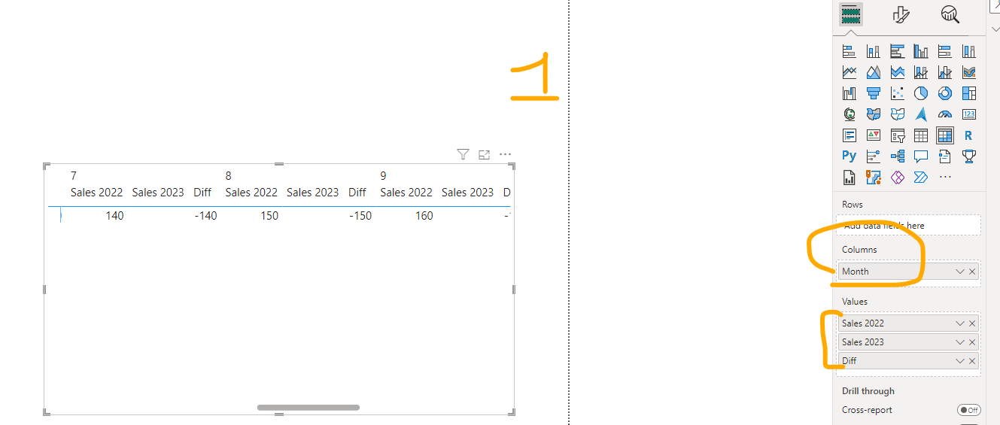 1
7 8 9
Sales 2022 Sales 2023 Diff Sales 2022 Sales 2023 Diff Sales 2022 Sales 2023 D
140 -140 150 -150 160 -1
123
R
Py
Rows
Add data fields here
Columns
Month
Values
Sales 2022
Sales 2023
Diff
Drill through
Cross-report Off